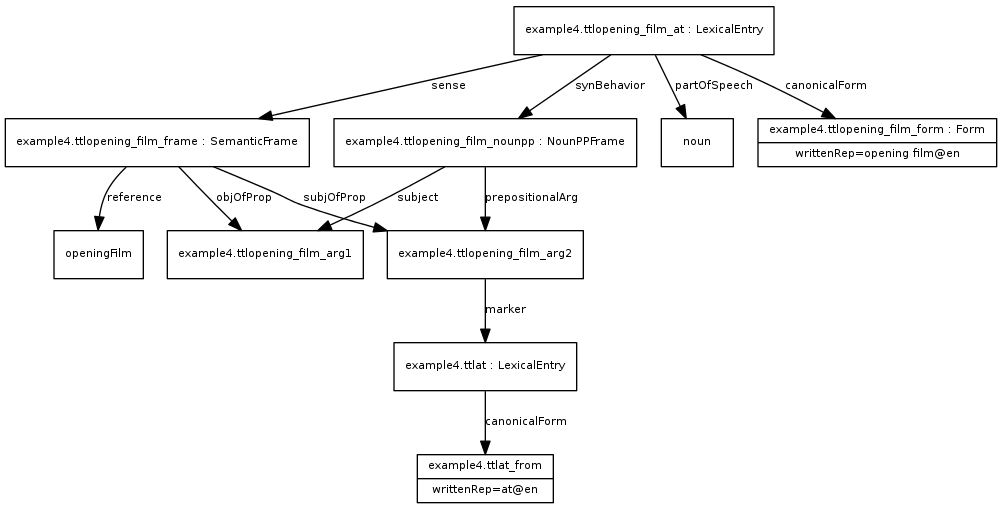 example4.ttlopening_film_at : LexicalEntry
sense
synBehavior
partOfSpeech
canonicalForm
example4.ttlopening_film_frame : SemanticFrame
example4.ttlopening_film_nounpp : NounPPFrame
noun
example4.ttlopening_film_form : Form
writtenRep=opening film@en
reference
objOfProp
subjOfProp
subject
prepositionalArg
openingFilm
example4.ttlopening_film_arg1
example4.ttlopening_film_arg2
marker
example4.ttlat : LexicalEntry
canonicalForm
example4.ttlat_from
writtenRep=at@en